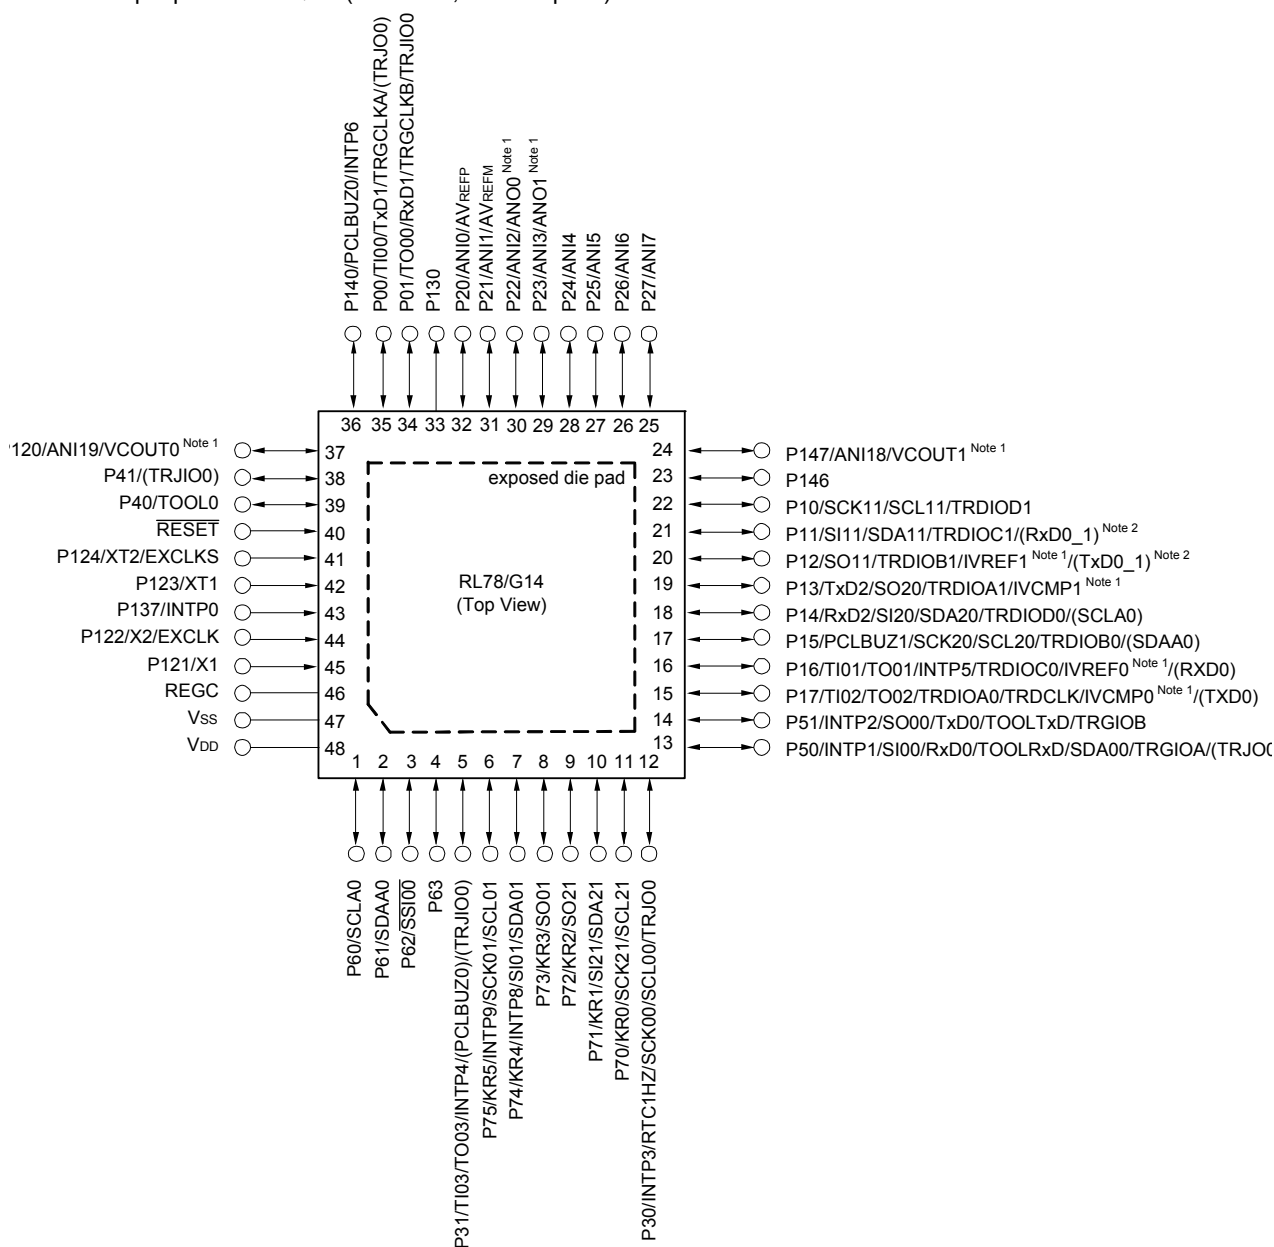 P140/PCLBUZ0/INTP6
P00/TI00/TxD1/TRGCLKA/(TRJO0)
P01/TO00/RxD1/TRGCLKB/TRJIO0
P130
P20/ANI0/AVREFP
P21/ANI1/AVREFM
P22/ANI2/ANO0 Note 1
P23/ANI3/ANO1 Note 1
P24/ANI4
P25/ANI5
P26/ANI6
P27/ANI7
36 35 34 33 32 31 30 29 28 27 26 25
120/ANI19/VCOUT0 Note 1 37
P41/(TRJIO0) 38
P40/TOOL0 39
RESET 40
P124/XT2/EXCLKS 41
P123/XT1 42
P137/INTP0 43
P122/X2/EXCLK 44
P121/X1 45
REGC 46
VSS 47
VDD 48
exposed die pad
RL78/G14
(Top View)
24 P147/ANI18/VCOUT1 Note 1
23 P146
22 P10/SCK11/SCL11/TRDIOD1
21 P11/SI11/SDA11/TRDIOC1/(RxD0_1) Note 2
20 P12/SO11/TRDIOB1/IVREF1 Note 1/(TxD0_1) Note 2
19 P13/TxD2/SO20/TRDIOA1/IVCMP1 Note 1
18 P14/RxD2/SI20/SDA20/TRDIOD0/(SCLA0)
17 P15/PCLBUZ1/SCK20/SCL20/TRDIOB0/(SDAA0)
16 P16/TI01/TO01/INTP5/TRDIOC0/IVREF0 Note 1/(RXD0)
15 P17/TI02/TO02/TRDIOA0/TRDCLK/IVCMP0 Note 1/(TXD0)
14 P51/INTP2/SO00/TxD0/TOOLTxD/TRGIOB
13 P50/INTP1/SI00/RxD0/TOOLRxD/SDA00/TRGIOA/(TRJO0
1 2 3 4 5 6 7 8 9 10 11 12
P60/SCLA0
P61/SDAA0
P62/SSI00
P63
P31/TI03/TO03/INTP4/(PCLBUZ0)/(TRJIO0)
P75/KR5/INTP9/SCK01/SCL01
P74/KR4/INTP8/SI01/SDA01
P73/KR3/SO01
P72/KR2/SO21
P71/KR1/SI21/SDA21
P70/KR0/SCK21/SCL21
P30/INTP3/RTC1HZ/SCK00/SCL00/TRJO0